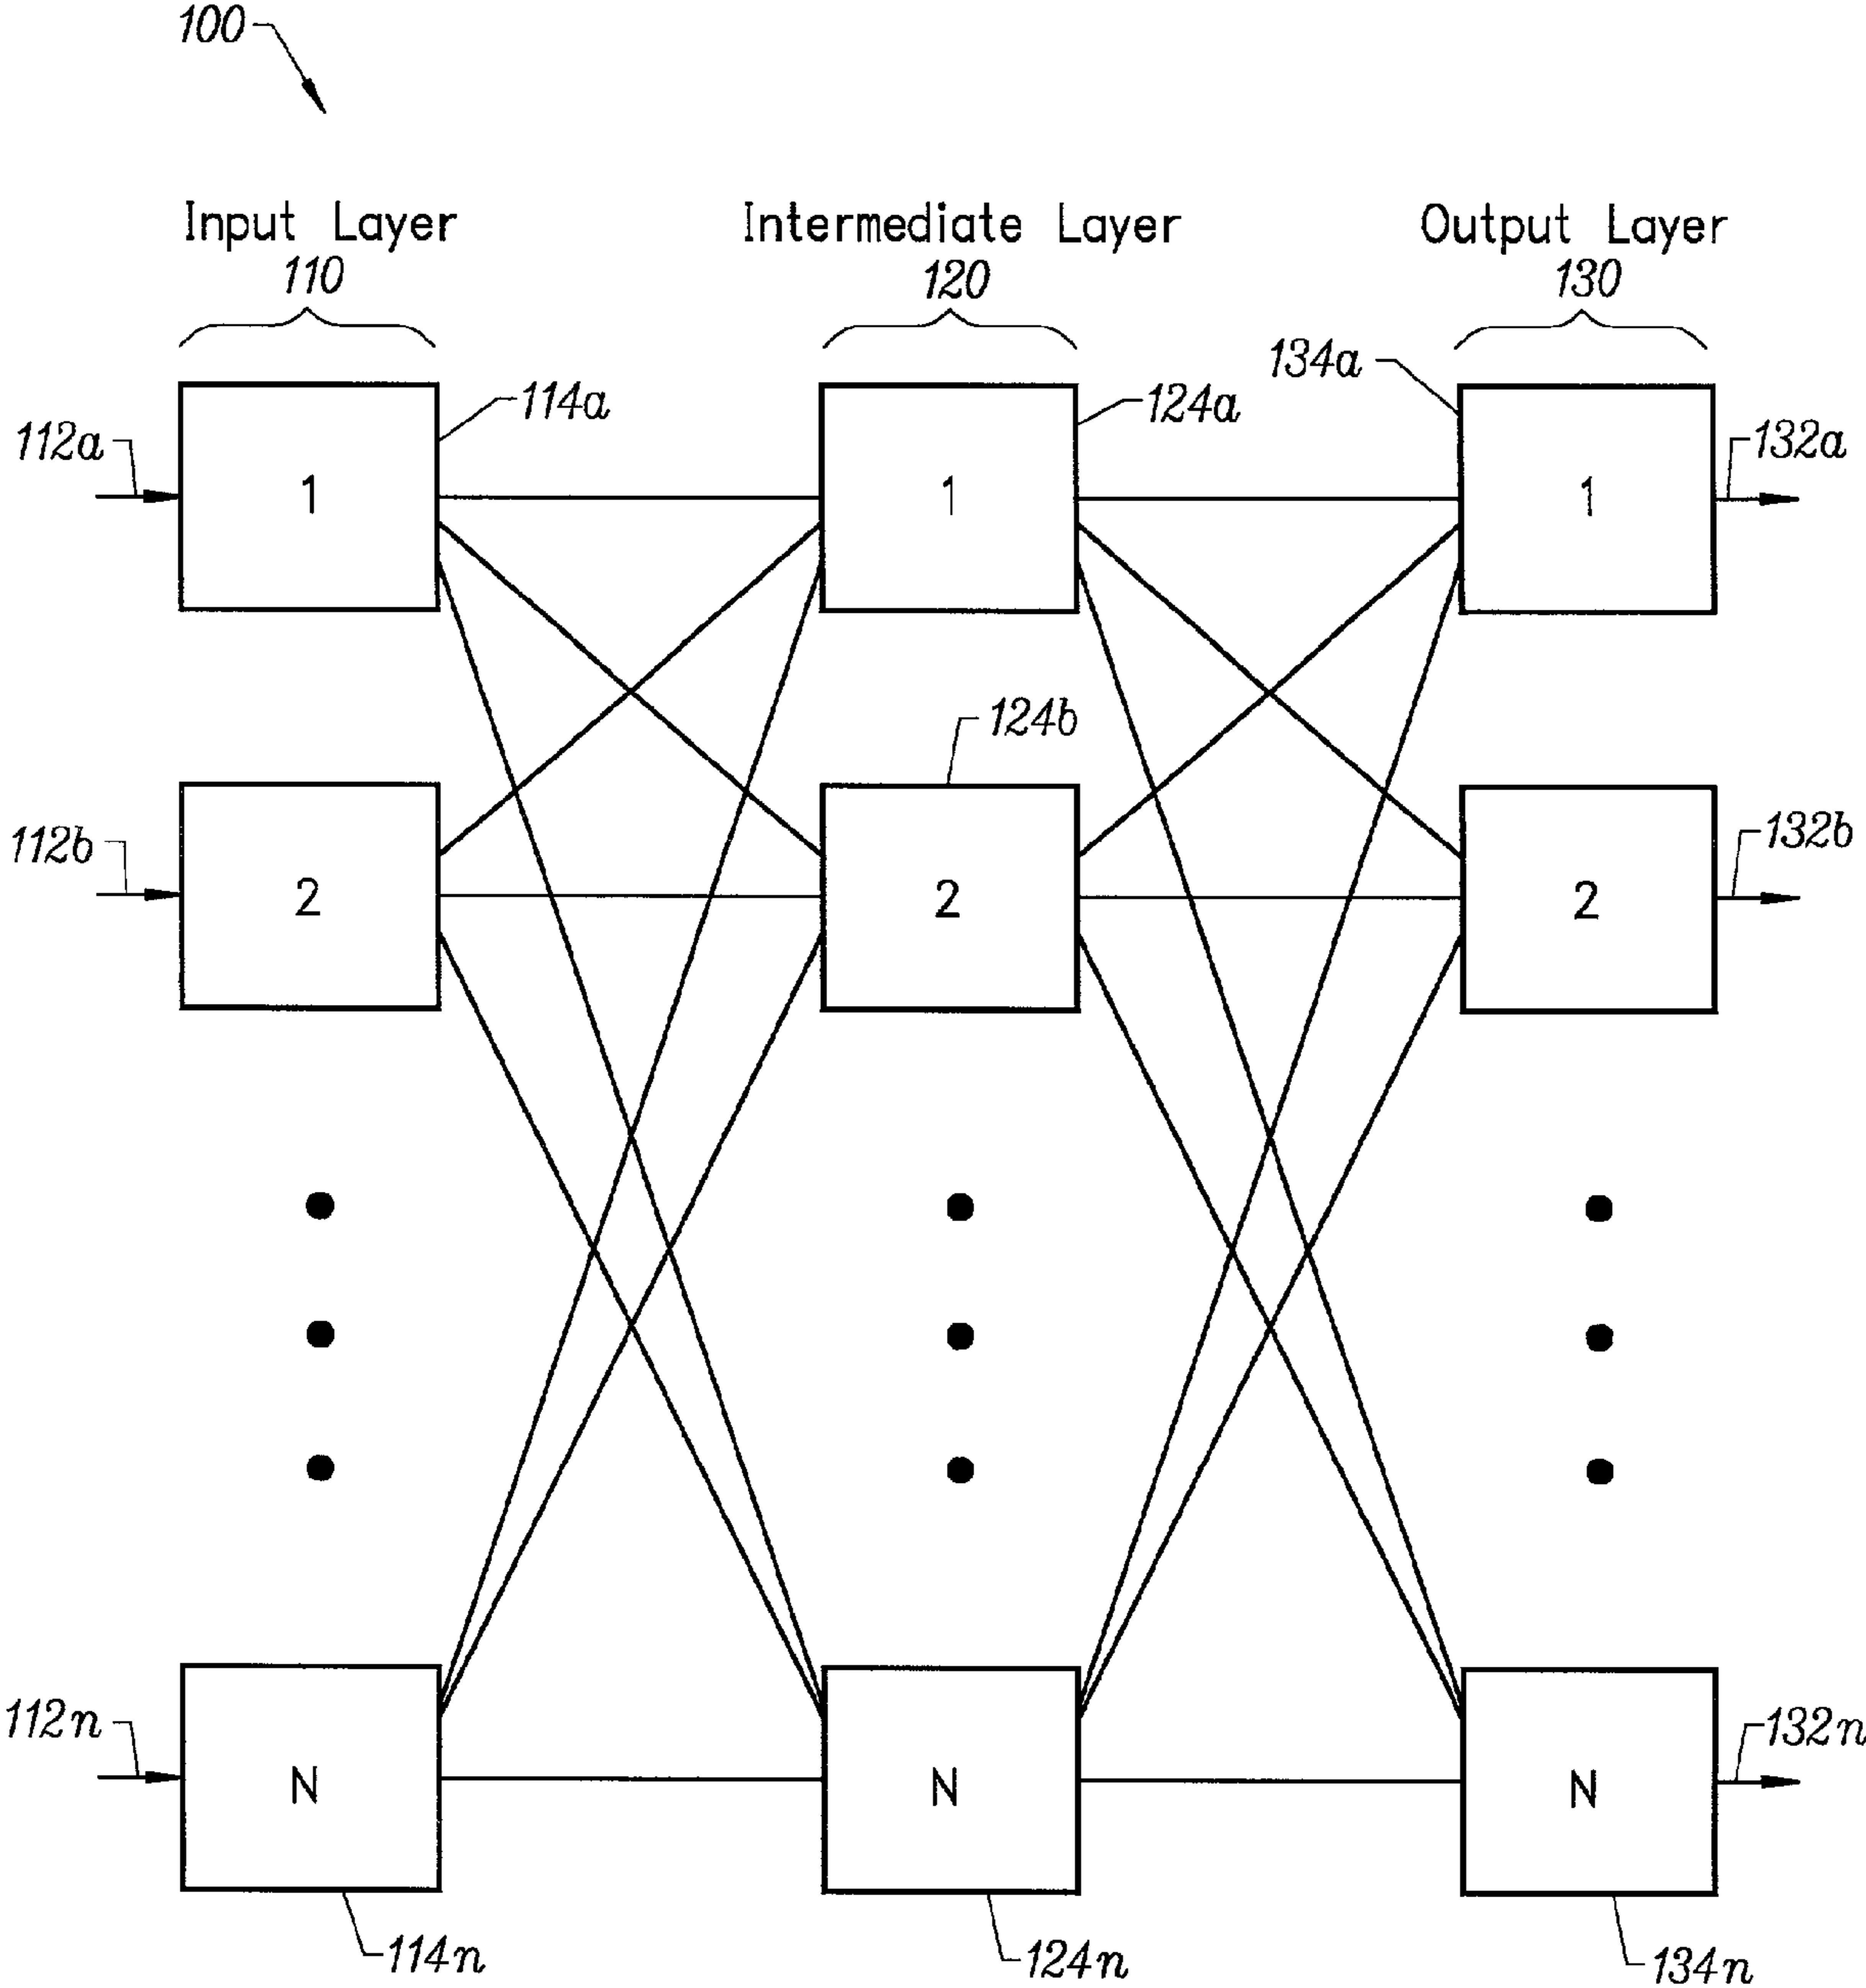 100
Input Layer
110
Intermediate Layer
120
Output Layer
130
134a
114a
124a
112a
132a
1
1
1
124b
112b
132b
2
2
2
112n
132n
N
N
N
114n
124n
134n